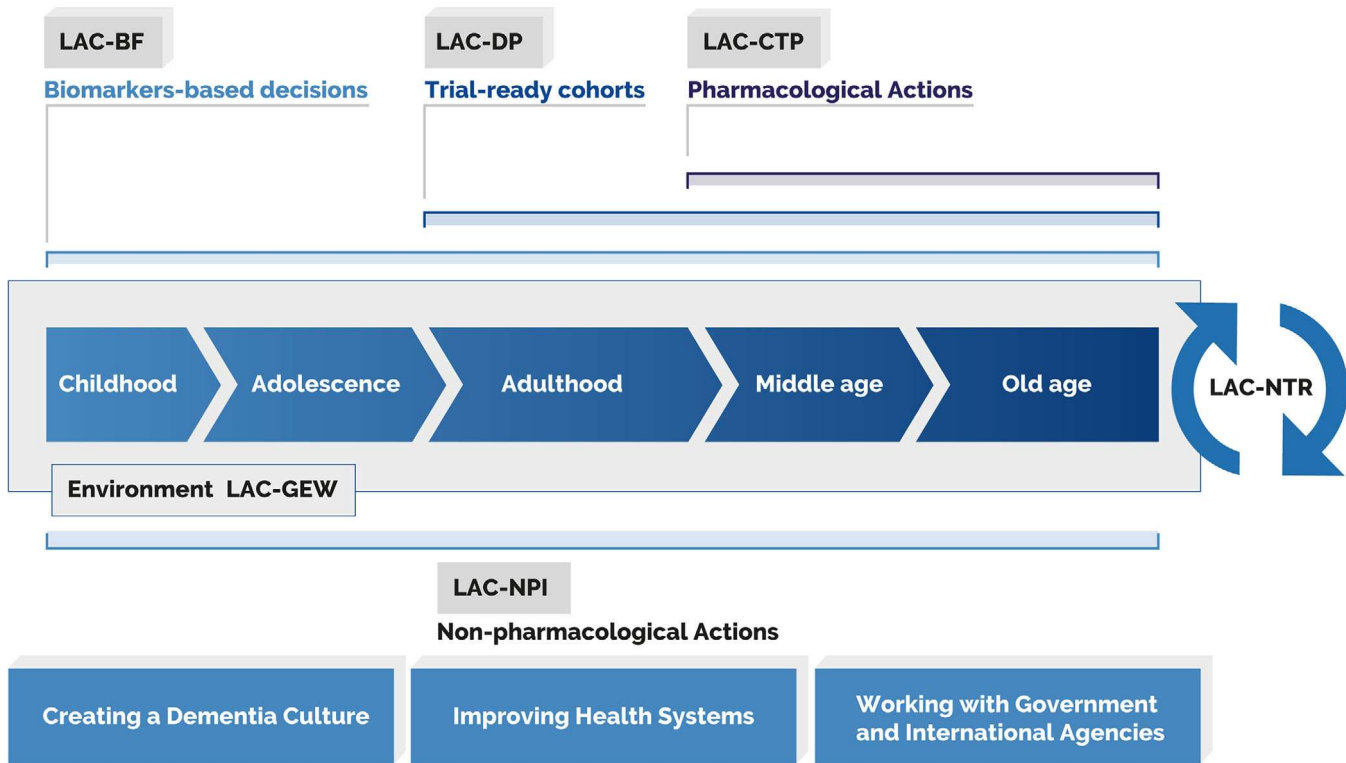 LAC-BF
LAC-DP
LAC-CTP
Biomarkers-based decisions
Trial-ready cohorts
Pharmacological Actions
Childhood
Adolescence
Adulthood
Middle age
Old age
LAC-NTR
Environment LAC-GEW
LAC-NPI
Non-pharmacological Actions
Creating a Dementia Culture
Improving Health Systems
Working with Government
and International Agencies